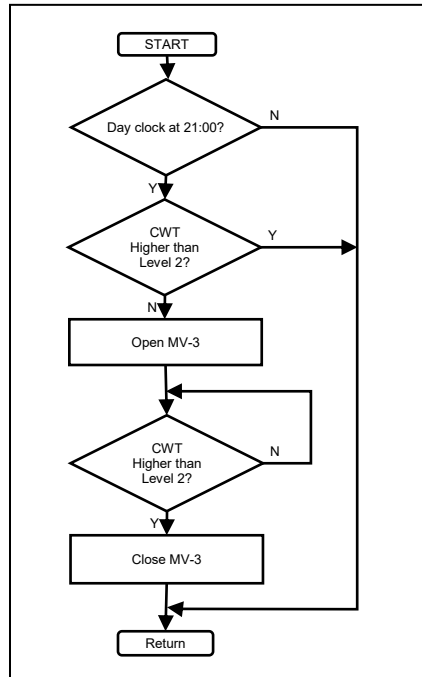 START
Day clock at 21:00?
N
Y
CWT
Higher than
Level 2?
Y
N
Open MV-3
CWT
Higher than
Level 2?
N
Y
Close MV-3
Return